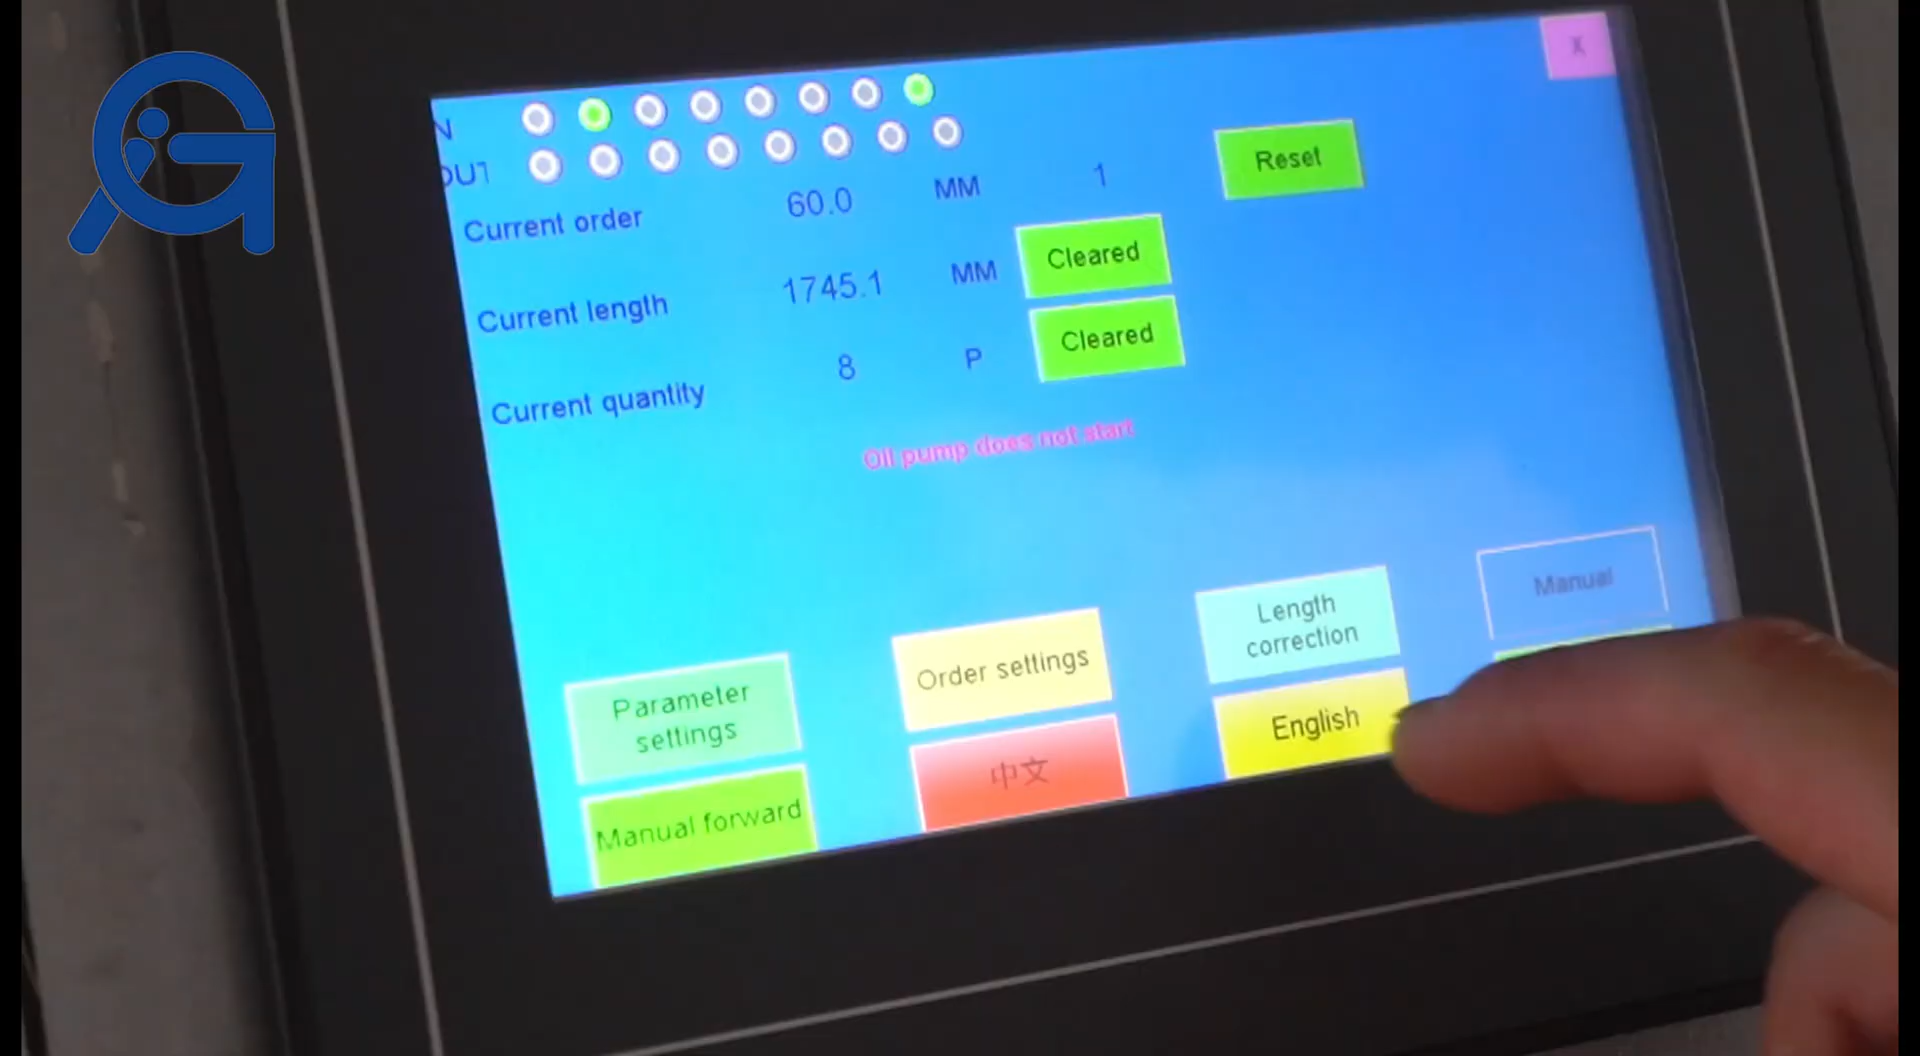 N
OUT
Current order 60.0 MM 1 Reset
Current length 1745.1 MM Cleared
Current quantity 8 P Cleared
Oil pump does not start
X
Parameter settings
Order settings
Length correction
Manual
Manual forward
中文
English